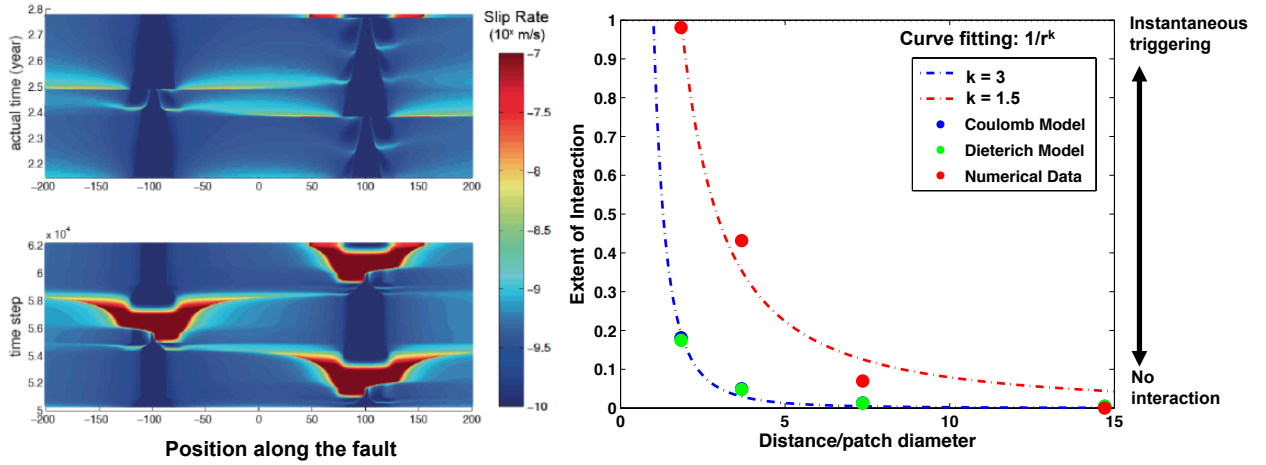 2.8
2.7
2.6
2.5
2.4
2.3
2.2
actual time (year)
−200 −150 −100 −50 0 50 100 150 200
6.2 x 10^4
6
5.8
5.6
5.4
5.2
5
time step
−200 −150 −100 −50 0 50 100 150 200
Position along the fault
Slip Rate
(10^x m/s)
−7
−7.5
−8
−8.5
−9
−9.5
−10
1
0.9
0.8
0.7
0.6
0.5
0.4
0.3
0.2
0.1
0
Extent of Interaction
Curve fitting: 1/r^k
k = 3
k = 1.5
Coulomb Model
Dieterich Model
Numerical Data
0 5 10 15
Distance/patch diameter
Instantaneous
triggering
No
interaction